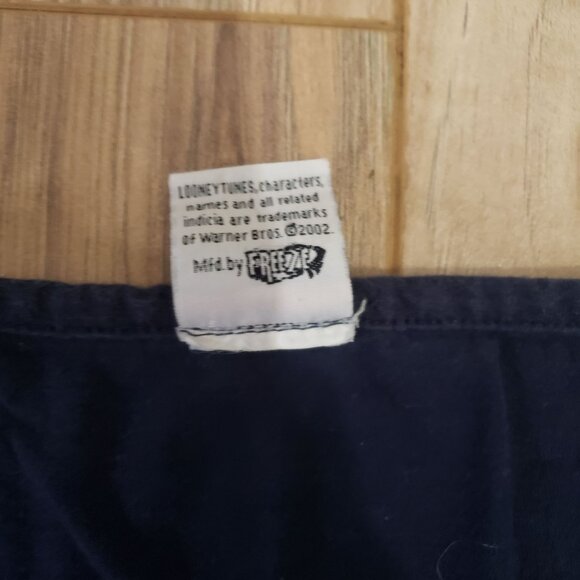 LOONEYTUNES, characters,
names and all related
indicia are trademarks
of Warner Bros. ©2002.
Mfd. by FREEZE